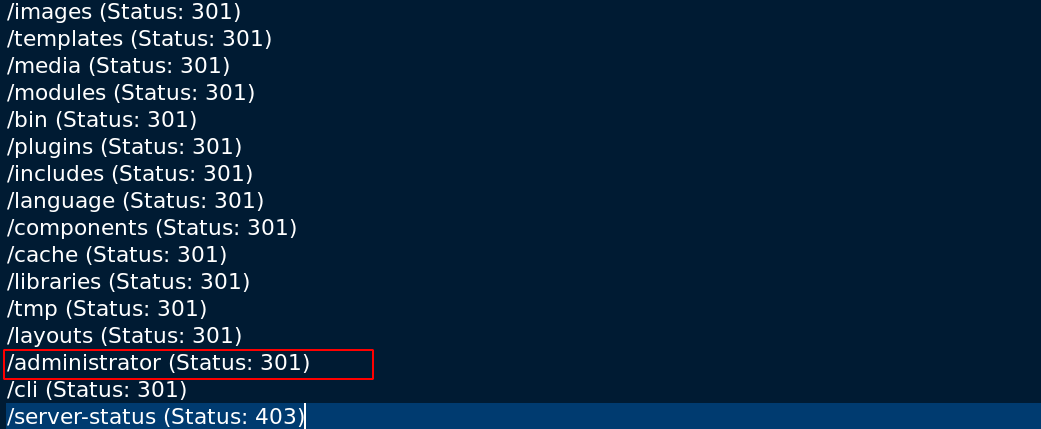 /images (Status: 301)
/templates (Status: 301)
/media (Status: 301)
/modules (Status: 301)
/bin (Status: 301)
/plugins (Status: 301)
/includes (Status: 301)
/language (Status: 301)
/components (Status: 301)
/cache (Status: 301)
/libraries (Status: 301)
/tmp (Status: 301)
/layouts (Status: 301)
/administrator (Status: 301)
/cli (Status: 301)
/server-status (Status: 403)